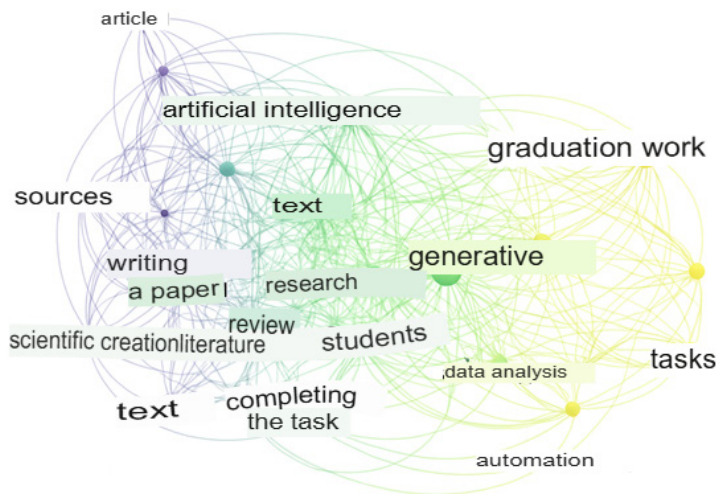 article
artificial intelligence
graduation work
sources
text
generative
writing
a paper
research
review
scientific creationliterature
students
tasks
data analysis
text
completing
the task
automation